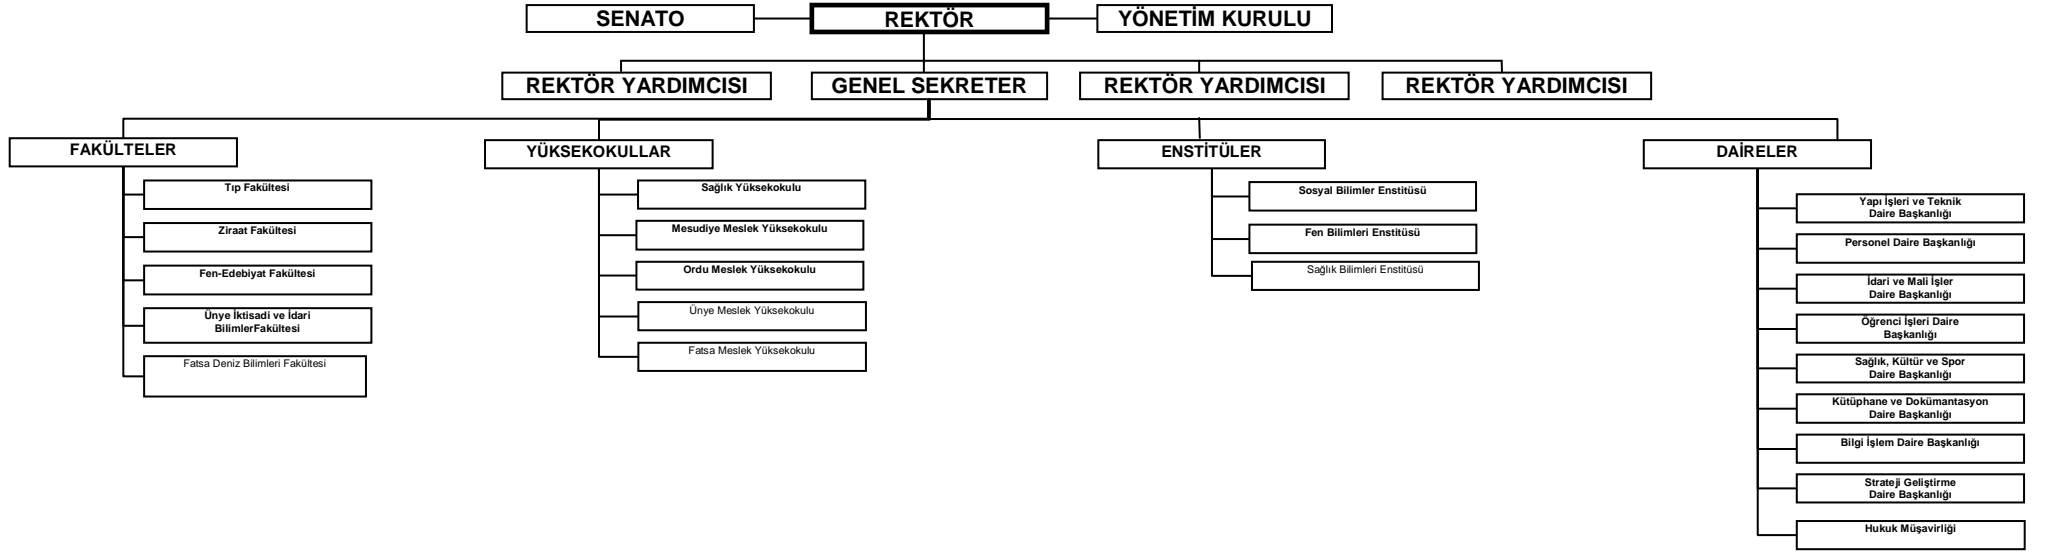 SENATO
REKTÖR
YÖNETİM KURULU
REKTÖR YARDIMCISI
GENEL SEKRETER
REKTÖR YARDIMCISI
REKTÖR YARDIMCISI
FAKÜLTELER
Tıp Fakültesi
Ziraat Fakültesi
Fen-Edebiyat Fakültesi
Ünye İktisadi ve İdari
BilimlerFakültesi
Fatsa Deniz Bilimleri Fakültesi
YÜKSEKOKULLAR
Sağlık Yüksekokulu
Mesudiye Meslek Yüksekokulu
Ordu Meslek Yüksekokulu
Ünye Meslek Yüksekokulu
Fatsa Meslek Yüksekokulu
ENSTİTÜLER
Sosyal Bilimler Enstitüsü
Fen Bilimleri Enstitüsü
Sağlık Bilimleri Enstitüsü
DAİRELER
Yapı İşleri ve Teknik
Daire Başkanlığı
Personel Daire Başkanlığı
İdari ve Mali İşler
Daire Başkanlığı
Öğrenci İşleri Daire
Başkanlığı
Sağlık, Kültür ve Spor
Daire Başkanlığı
Kütüphane ve Dokümantasyon
Daire Başkanlığı
Bilgi İşlem Daire Başkanlığı
Strateji Geliştirme
Daire Başkanlığı
Hukuk Müşavirliği